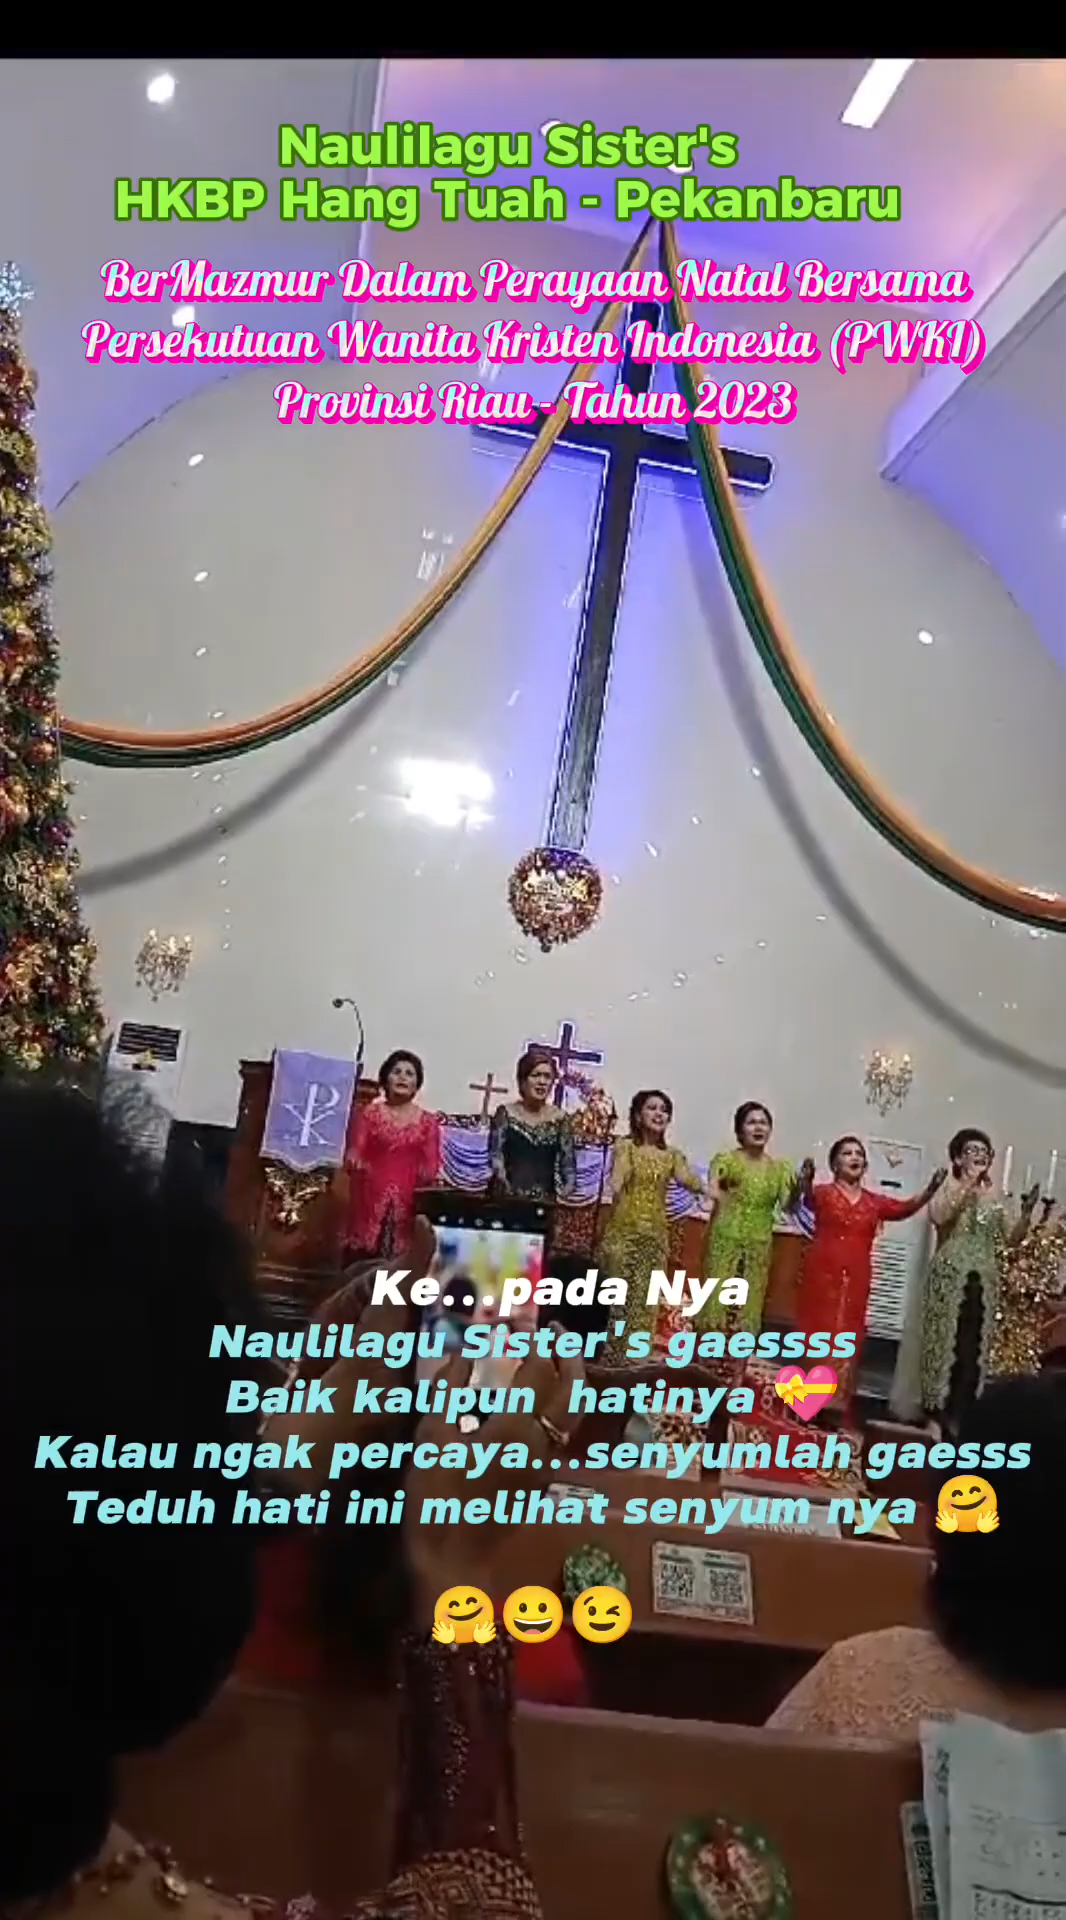 Naulilagu Sister's
HKBP Hang Tuah - Pekanbaru
BerMazmur Dalam Perayaan Natal Bersama
Persekutuan Wanita Kristen Indonesia (PWKI)
Provinsi Riau - Tahun 2023
Ke...pada Nya
Naulilagu Sister's gaessss
Baik kalipun hatinya 💝
Kalau ngak percaya...senyumlah gaesss
Teduh hati ini melihat senyum nya 🤗
🤗😀😉